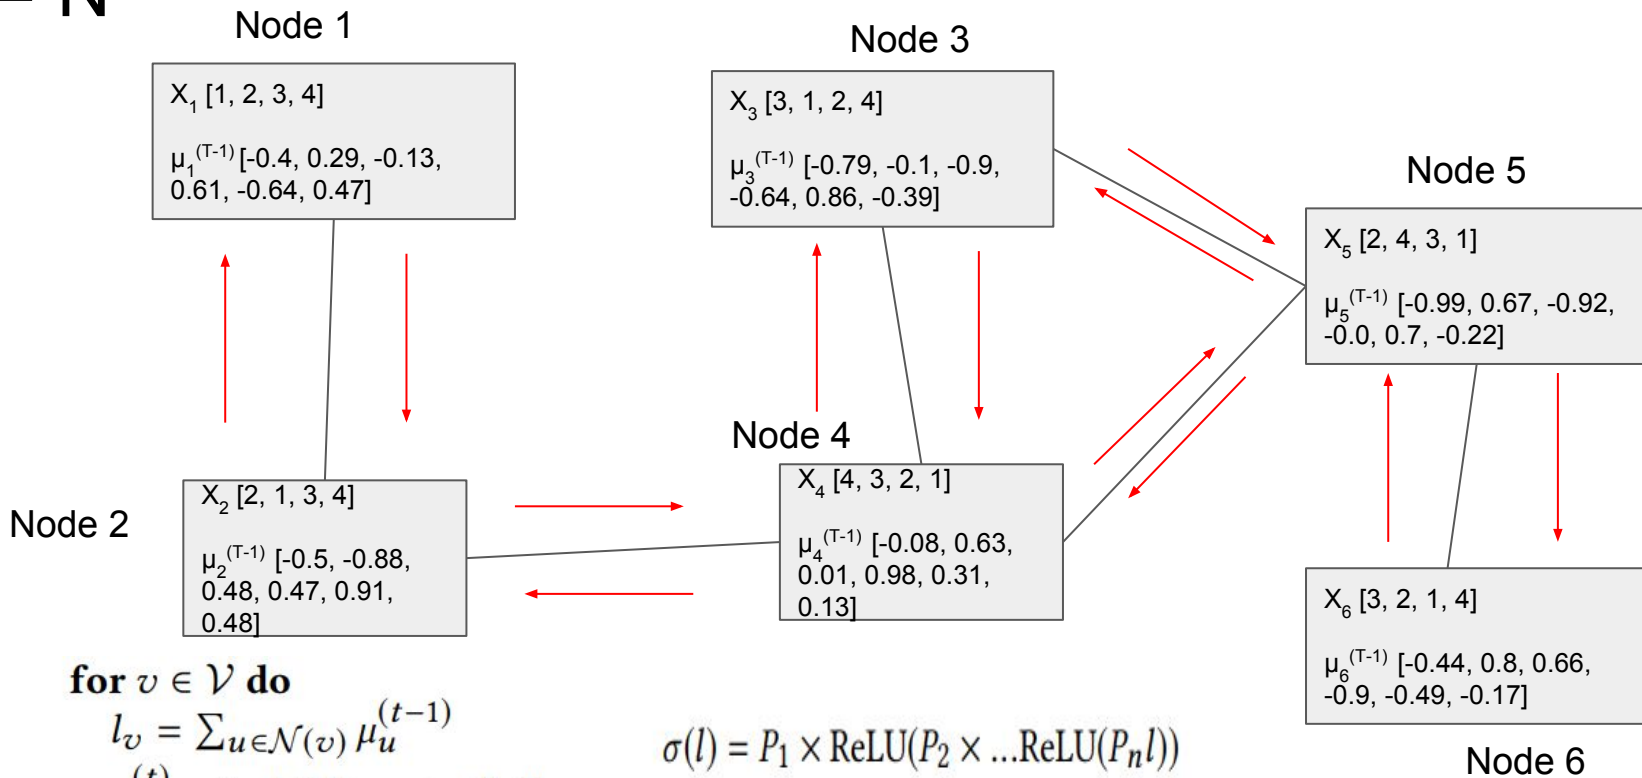 = N
Node 1
X₁ [1, 2, 3, 4]
μ₁⁽ᵀ⁻¹⁾ [-0.4, 0.29, -0.13,
0.61, -0.64, 0.47]
Node 3
X₃ [3, 1, 2, 4]
μ₃⁽ᵀ⁻¹⁾ [-0.79, -0.1, -0.9,
-0.64, 0.86, -0.39]
Node 5
X₅ [2, 4, 3, 1]
μ₅⁽ᵀ⁻¹⁾ [-0.99, 0.67, -0.92,
-0.0, 0.7, -0.22]
Node 2
X₂ [2, 1, 3, 4]
μ₂⁽ᵀ⁻¹⁾ [-0.5, -0.88,
0.48, 0.47, 0.91,
0.48]
Node 4
X₄ [4, 3, 2, 1]
μ₄⁽ᵀ⁻¹⁾ [-0.08, 0.63,
0.01, 0.98, 0.31,
0.13]
X₆ [3, 2, 1, 4]
μ₆⁽ᵀ⁻¹⁾ [-0.44, 0.8, 0.66,
-0.9, -0.49, -0.17]
Node 6
for v ∈ 𝒱 do
l_v = ∑_{u∈𝒩(v)} μ_u^{(t−1)}
(t)
σ(l) = P₁ × ReLU(P₂ × ...ReLU(Pₙl))